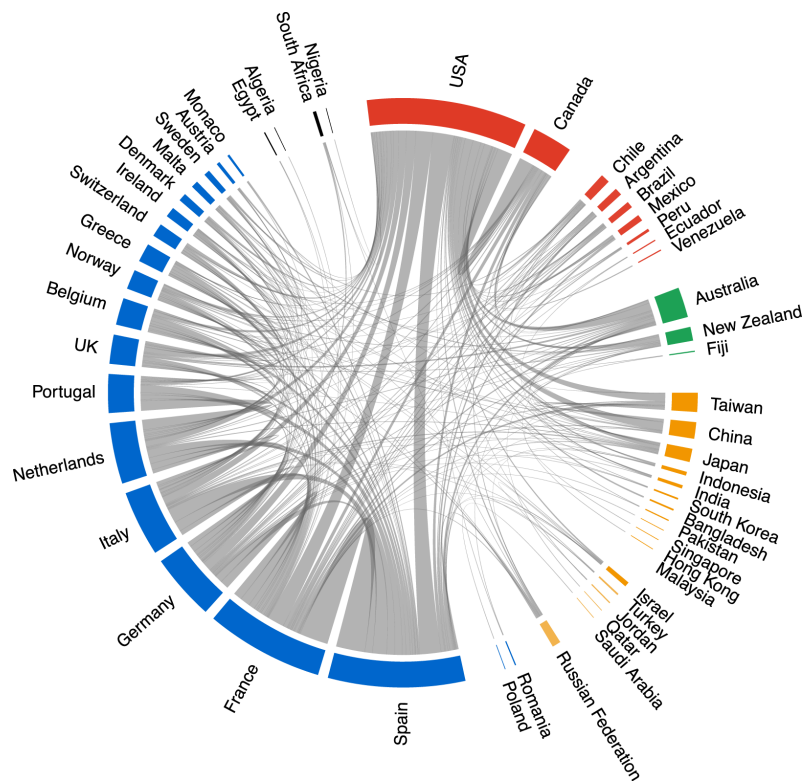 USA
Canada
Chile
Argentina
Brazil
Mexico
Peru
Ecuador
Venezuela
Australia
New Zealand
Fiji
Taiwan
China
Japan
Indonesia
India
South Korea
Bangladesh
Pakistan
Singapore
Hong Kong
Malaysia
Israel
Turkey
Jordan
Qatar
Saudi Arabia
Russian Federation
Romania
Poland
Spain
France
Germany
Italy
Netherlands
Portugal
UK
Belgium
Norway
Greece
Switzerland
Ireland
Denmark
Malta
Sweden
Austria
Monaco
Egypt
Algeria
South Africa
Nigeria